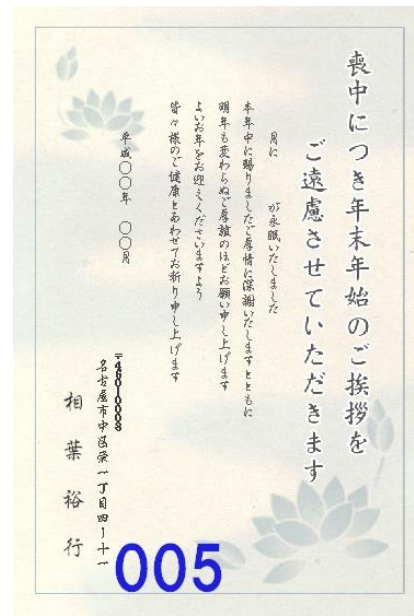 喪中につき年末年始のご挨拶を
ご遠慮させていただきます
月に　　が永眠いたしました
本年中に賜りましたご厚情に深謝いたしますとともに
明年も変わらぬご厚誼のほどお願い申し上げます
よいお年をお迎えくださいますよう
皆々様のご健康とあわせてお祈り申し上げます
平成〇〇年　〇〇月
〒460-0008
名古屋市中区栄一丁目四ー十一
相葉裕行
005